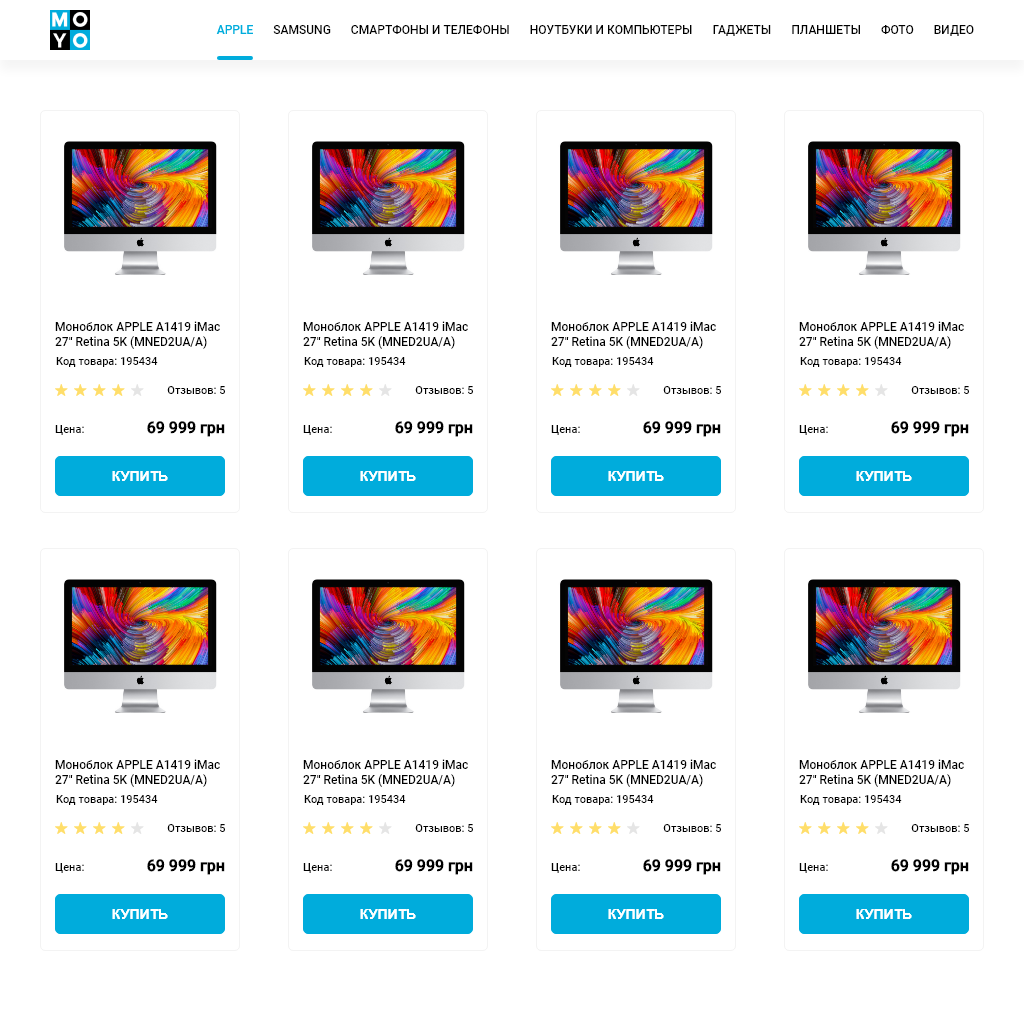 MO
YO
APPLE SAMSUNG СМАРТФОНЫ И ТЕЛЕФОНЫ НОУТБУКИ И КОМПЬЮТЕРЫ ГАДЖЕТЫ ПЛАНШЕТЫ ФОТО ВИДЕО
Моноблок APPLE A1419 iMac
27" Retina 5K (MNED2UA/A)
Код товара: 195434
Отзывов: 5
Цена: 69 999 грн
КУПИТЬ
Моноблок APPLE A1419 iMac
27" Retina 5K (MNED2UA/A)
Код товара: 195434
Отзывов: 5
Цена: 69 999 грн
КУПИТЬ
Моноблок APPLE A1419 iMac
27" Retina 5K (MNED2UA/A)
Код товара: 195434
Отзывов: 5
Цена: 69 999 грн
КУПИТЬ
Моноблок APPLE A1419 iMac
27" Retina 5K (MNED2UA/A)
Код товара: 195434
Отзывов: 5
Цена: 69 999 грн
КУПИТЬ
Моноблок APPLE A1419 iMac
27" Retina 5K (MNED2UA/A)
Код товара: 195434
Отзывов: 5
Цена: 69 999 грн
КУПИТЬ
Моноблок APPLE A1419 iMac
27" Retina 5K (MNED2UA/A)
Код товара: 195434
Отзывов: 5
Цена: 69 999 грн
КУПИТЬ
Моноблок APPLE A1419 iMac
27" Retina 5K (MNED2UA/A)
Код товара: 195434
Отзывов: 5
Цена: 69 999 грн
КУПИТЬ
Моноблок APPLE A1419 iMac
27" Retina 5K (MNED2UA/A)
Код товара: 195434
Отзывов: 5
Цена: 69 999 грн
КУПИТЬ